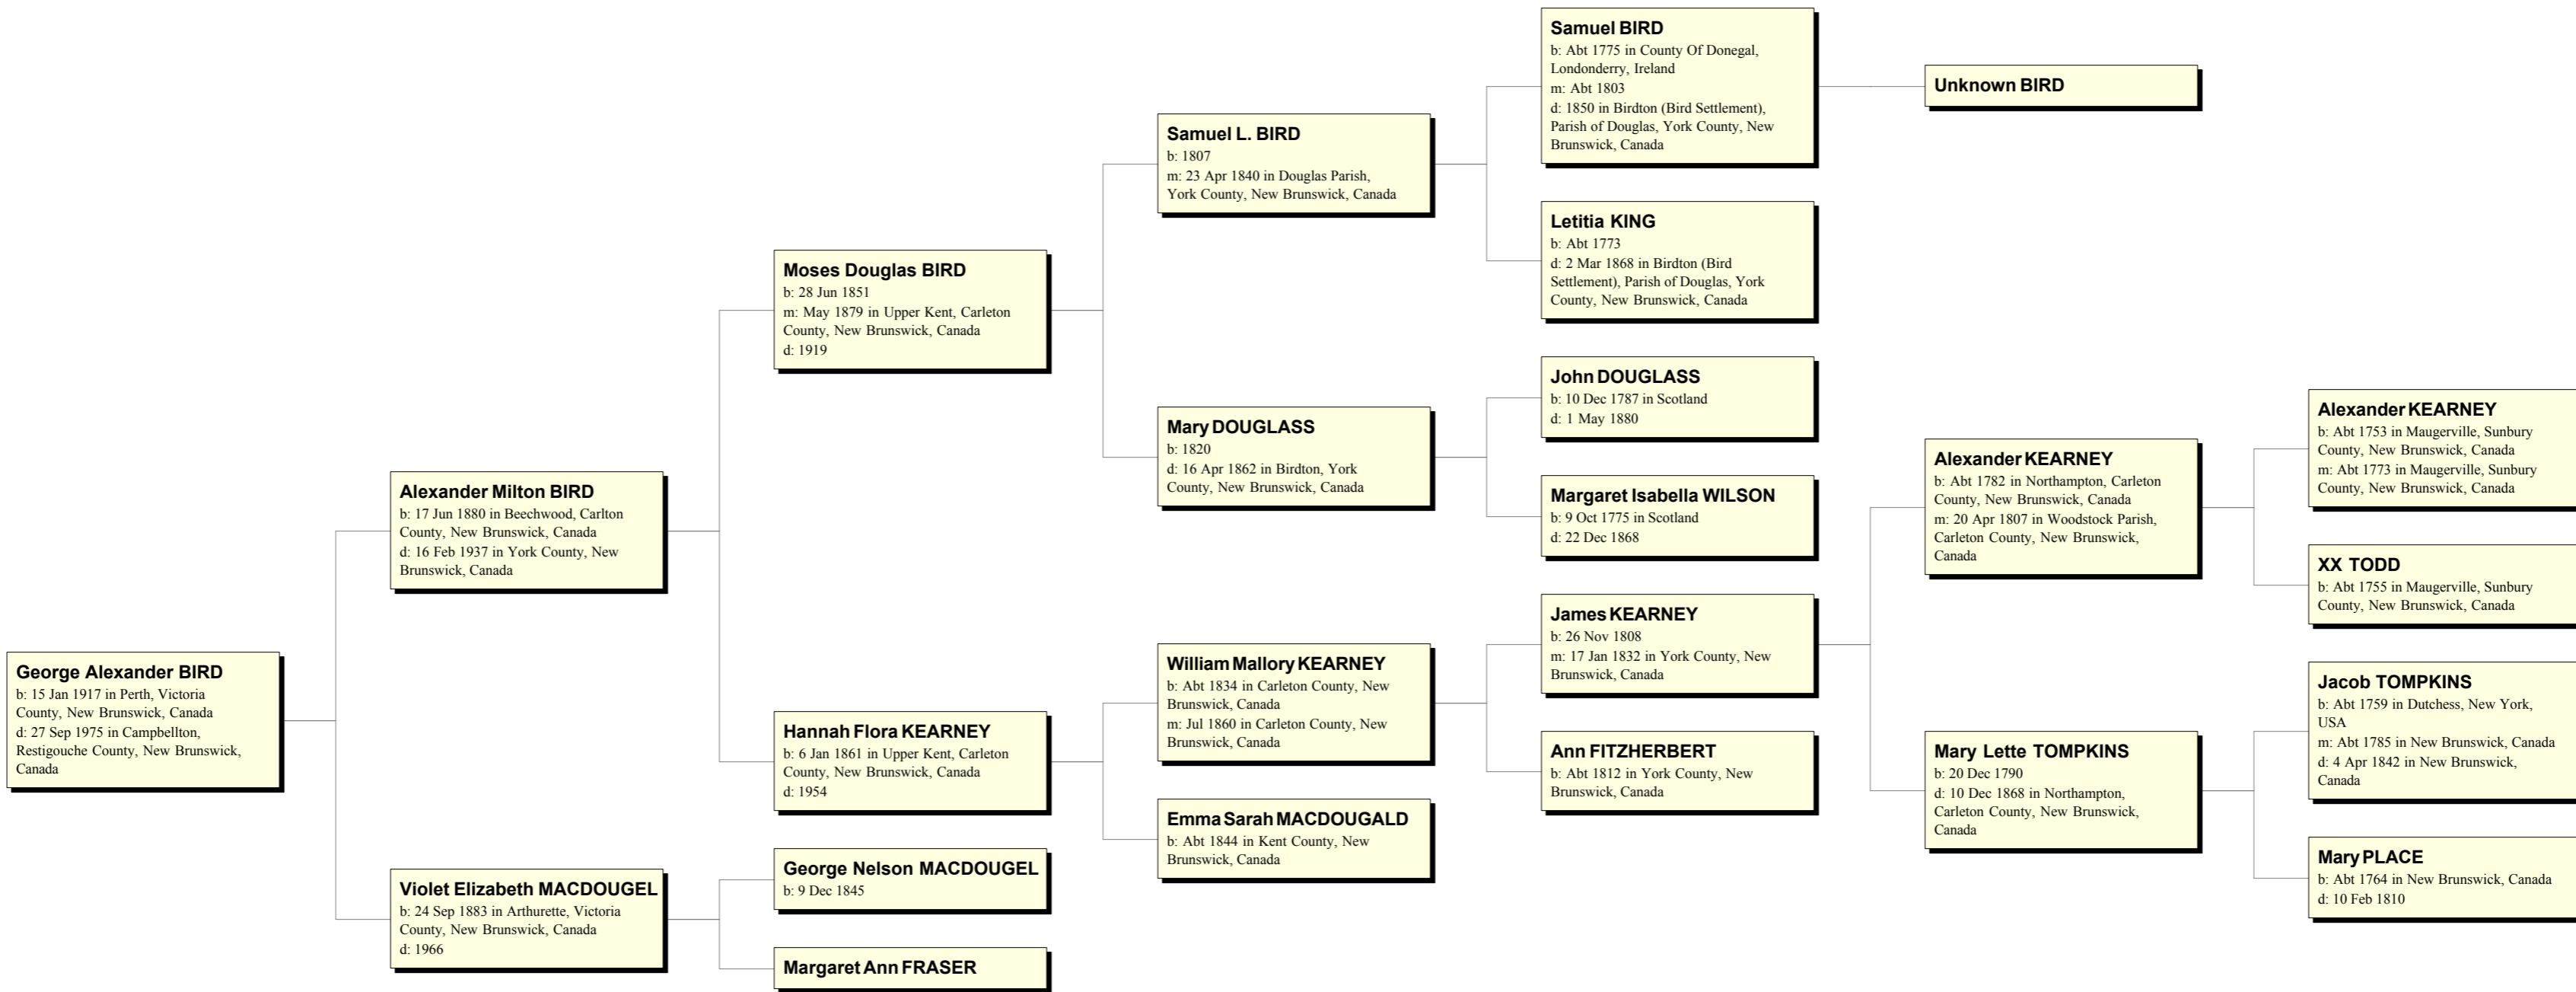 George Alexander BIRD
b: 15 Jan 1917 in Perth, Victoria
County, New Brunswick, Canada
d: 27 Sep 1975 in Campbellton,
Restigouche County, New Brunswick,
Canada
Alexander Milton BIRD
b: 17 Jun 1880 in Beechwood, Carlton
County, New Brunswick, Canada
d: 16 Feb 1937 in York County, New
Brunswick, Canada
Violet Elizabeth MACDOUGEL
b: 24 Sep 1883 in Arthurette, Victoria
County, New Brunswick, Canada
d: 1966
Moses Douglas BIRD
b: 28 Jun 1851
m: May 1879 in Upper Kent, Carleton
County, New Brunswick, Canada
d: 1919
Hannah Flora KEARNEY
b: 6 Jan 1861 in Upper Kent, Carleton
County, New Brunswick, Canada
d: 1954
George Nelson MACDOUGEL
b: 9 Dec 1845
Margaret Ann FRASER
Samuel L. BIRD
b: 1807
m: 23 Apr 1840 in Douglas Parish,
York County, New Brunswick, Canada
Mary DOUGLASS
b: 1820
d: 16 Apr 1862 in Birdton, York
County, New Brunswick, Canada
William Mallory KEARNEY
b: Abt 1834 in Carleton County, New
Brunswick, Canada
m: Jul 1860 in Carleton County, New
Brunswick, Canada
Emma Sarah MACDOUGALD
b: Abt 1844 in Kent County, New
Brunswick, Canada
Samuel BIRD
b: Abt 1775 in County Of Donegal,
Londonderry, Ireland
m: Abt 1803
d: 1850 in Birdton (Bird Settlement),
Parish of Douglas, York County, New
Brunswick, Canada
Letitia KING
b: Abt 1773
d: 2 Mar 1868 in Birdton (Bird
Settlement), Parish of Douglas, York
County, New Brunswick, Canada
John DOUGLASS
b: 10 Dec 1787 in Scotland
d: 1 May 1880
Margaret Isabella WILSON
b: 9 Oct 1775 in Scotland
d: 22 Dec 1868
James KEARNEY
b: 26 Nov 1808
m: 17 Jan 1832 in York County, New
Brunswick, Canada
Ann FITZHERBERT
b: Abt 1812 in York County, New
Brunswick, Canada
Unknown BIRD
Alexander KEARNEY
b: Abt 1782 in Northampton, Carleton
County, New Brunswick, Canada
m: 20 Apr 1807 in Woodstock Parish,
Carleton County, New Brunswick,
Canada
Mary Lette TOMPKINS
b: 20 Dec 1790
d: 10 Dec 1868 in Northampton,
Carleton County, New Brunswick,
Canada
Alexander KEARNEY
b: Abt 1753 in Maugerville, Sunbury
County, New Brunswick, Canada
m: Abt 1773 in Maugerville, Sunbury
County, New Brunswick, Canada
XX TODD
b: Abt 1755 in Maugerville, Sunbury
County, New Brunswick, Canada
Jacob TOMPKINS
b: Abt 1759 in Dutchess, New York,
USA
m: Abt 1785 in New Brunswick, Canada
d: 4 Apr 1842 in New Brunswick,
Canada
Mary PLACE
b: Abt 1764 in New Brunswick, Canada
d: 10 Feb 1810